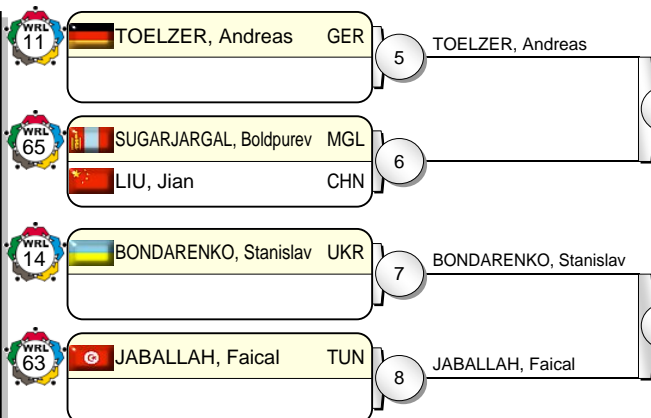 WRL
11
TOELZER, Andreas GER
5
TOELZER, Andreas
WRL
65
SUGARJARGAL, Boldpurev MGL
LIU, Jian CHN
6
WRL
14
BONDARENKO, Stanislav UKR
7
BONDARENKO, Stanislav
WRL
63
JABALLAH, Faical TUN
8
JABALLAH, Faical